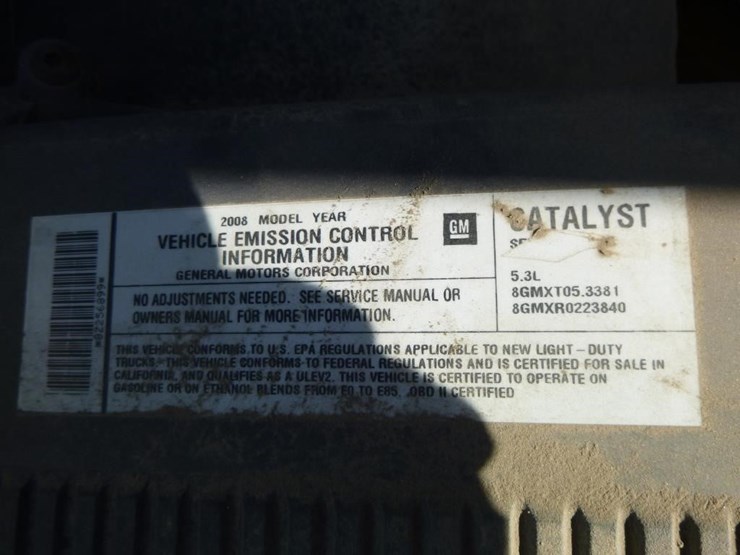 2008 MODEL YEAR
VEHICLE EMISSION CONTROL
INFORMATION
GENERAL MOTORS CORPORATION
GM
CATALYST
5.3L
8GMXT05.3381
8GMXR0223840
NO ADJUSTMENTS NEEDED. SEE SERVICE MANUAL OR
OWNERS MANUAL FOR MORE INFORMATION.
THIS VEHICLE CONFORMS TO U.S. EPA REGULATIONS APPLICABLE TO NEW LIGHT-DUTY
TRUCKS. THIS VEHICLE CONFORMS TO FEDERAL REGULATIONS AND IS CERTIFIED FOR SALE IN
CALIFORNIA, AND QUALIFIES AS A ULEV2. THIS VEHICLE IS CERTIFIED TO OPERATE ON
GASOLINE OR ON ETHANOL BLENDS FROM E0 TO E85. OBD II CERTIFIED